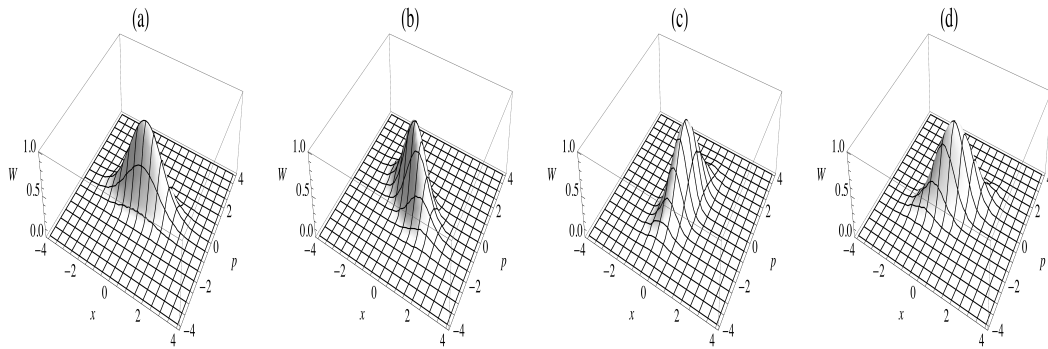 (a) (b) (c) (d)
1.0 1.0 1.0 1.0
W 0.5 W 0.5 W 0.5 W 0.5
4 4 4 4
2 2 2 2
0.0 0.0 0.0 0.0
−4 0 −4 0 −4 0 −4 0
p p p p
−2 −2 −2 −2 −2 −2 −2 −2
0 0 0 0
x x x x
2 2 2 2
4 −4 4 −4 4 −4 4 −4